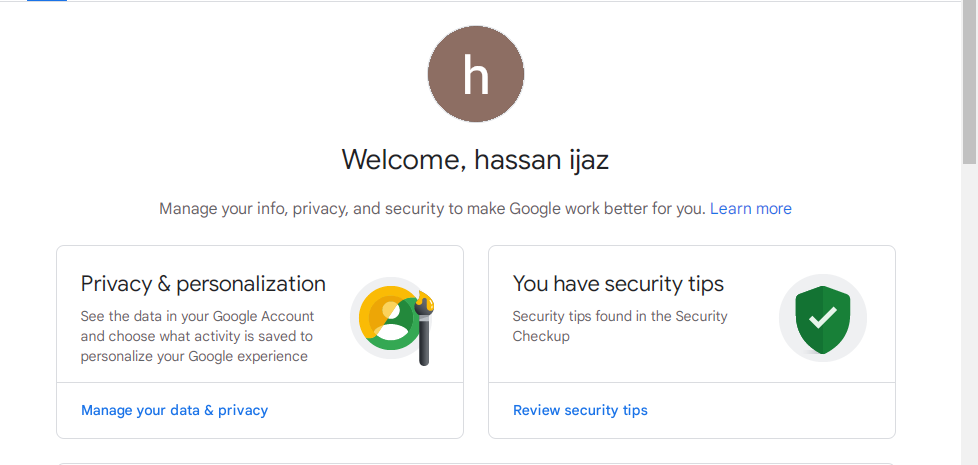 h
Welcome, hassan ijaz
Manage your info, privacy, and security to make Google work better for you. Learn more
Privacy & personalization
See the data in your Google Account
and choose what activity is saved to
personalize your Google experience
Manage your data & privacy
You have security tips
Security tips found in the Security
Checkup
Review security tips